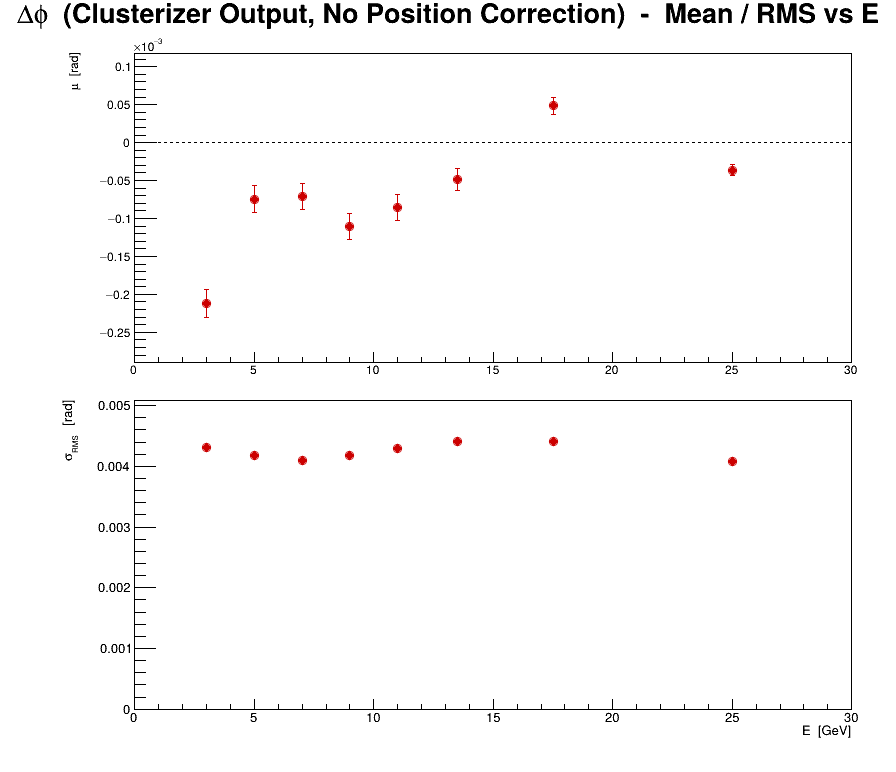 Δϕ (Clusterizer Output, No Position Correction) - Mean / RMS vs E
×10⁻³
μ [rad]
0.1
0.05
0
−0.05
−0.1
−0.15
−0.2
−0.25
0 5 10 15 20 25 30
σRMS [rad]
0.005
0.004
0.003
0.002
0.001
0
0 5 10 15 20 25 30
E [GeV]